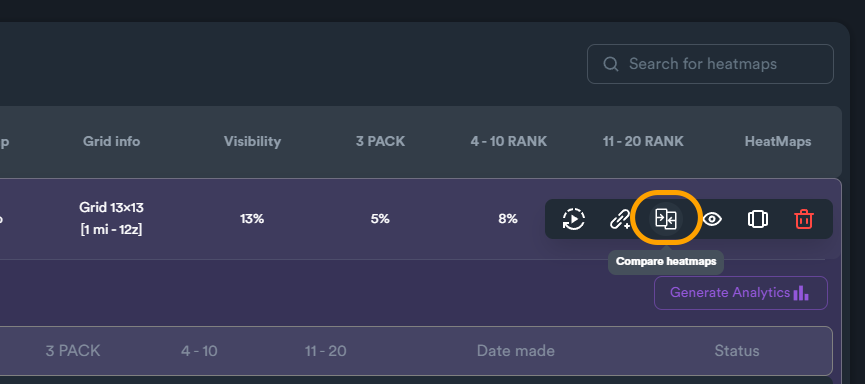 Search for heatmaps
p Grid info Visibility 3 PACK 4 - 10 RANK 11 - 20 RANK HeatMaps
Grid 13×13
13% 5% 8%
[1 mi - 12z]
Compare heatmaps
Generate Analytics
3 PACK 4 - 10 11 - 20 Date made Status